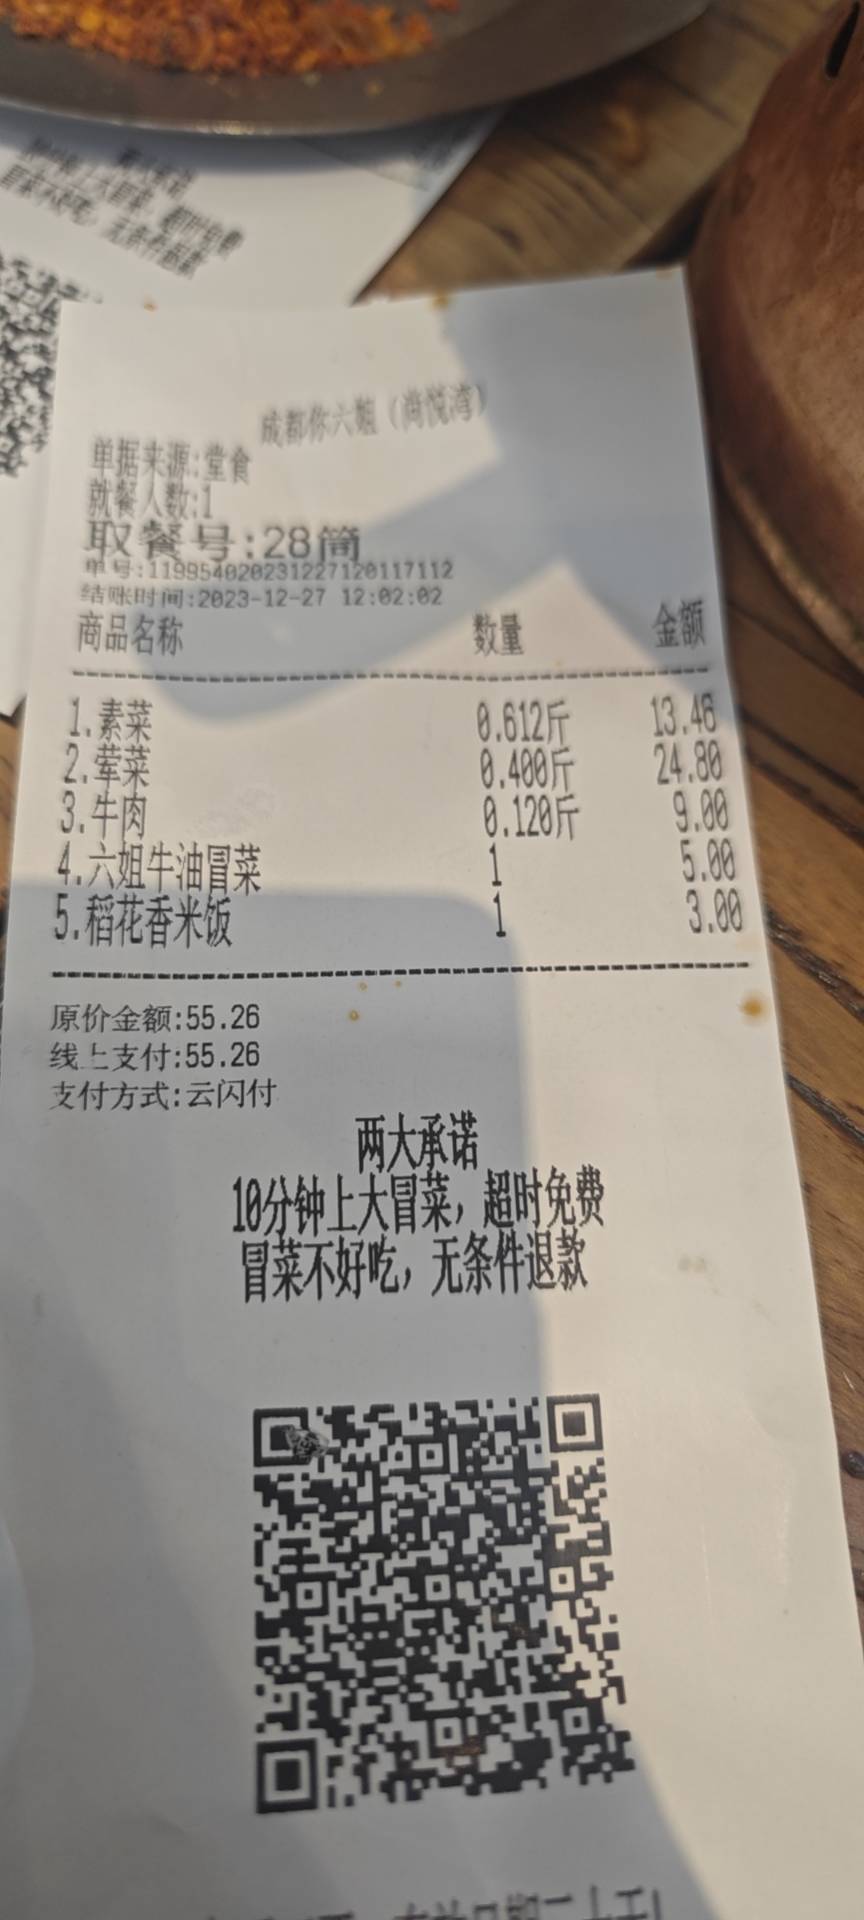 成都你六姐（尚悦湾）
单据来源:堂食
就餐人数:1
取餐号:28筒
单号:11995402023122712011​7112
结账时间:2023-12-27 12:02:02
商品名称 数量 金额
1.素菜 0.612斤 13.46
2.荤菜 0.400斤 24.80
3.牛肉 0.120斤 9.00
4.六姐牛油冒菜 1 5.00
5.稻花香米饭 1 3.00
原价金额:55.26
线上支付:55.26
支付方式:云闪付
两大承诺
10分钟上大冒菜，超时免费
冒菜不好吃，无条件退款